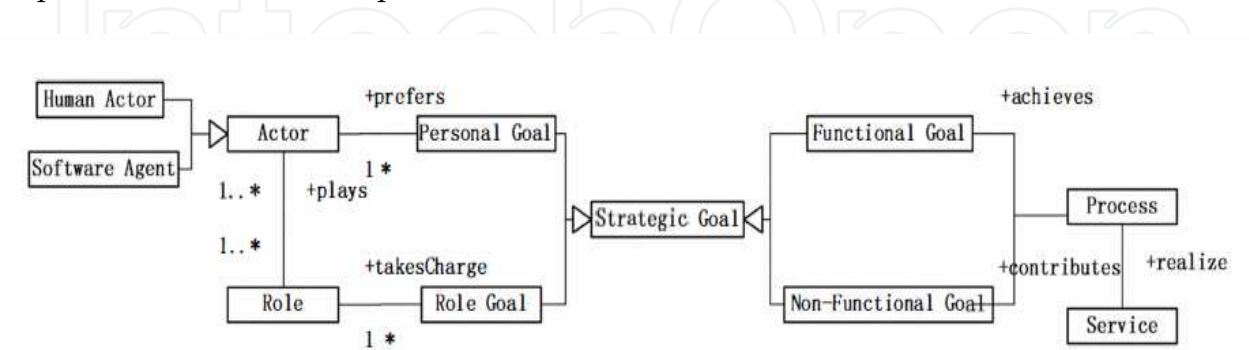 Human Actor
Software Agent
Actor
+prefers
Personal Goal
1 *
1..*
+plays
1..*
+takesCharge
Role
Role Goal
1 *
Strategic Goal
Functional Goal
+achieves
Process
+contributes
+realize
Non-Functional Goal
Service